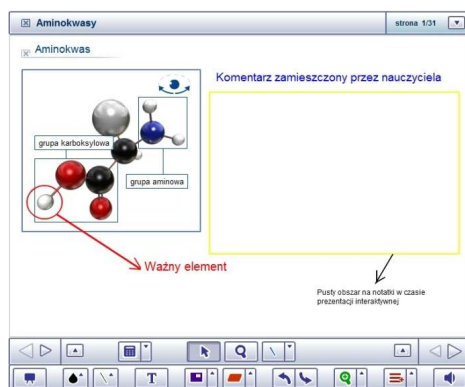 Aminokwasy
strona 1/31
Aminokwas
Komentarz zamieszczony przez nauczyciela
grupa karboksylowa
grupa aminowa
Ważny element
Pusty obszar na notatki w czasie
prezentacji interaktywnej
T